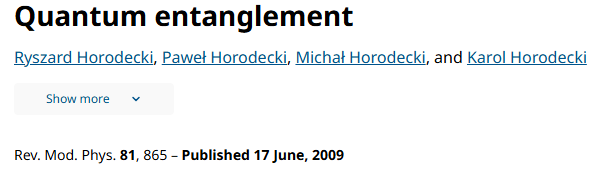 Quantum entanglement
Ryszard Horodecki, Paweł Horodecki, Michał Horodecki, and Karol Horodecki
Show more
Rev. Mod. Phys. 81, 865 – Published 17 June, 2009